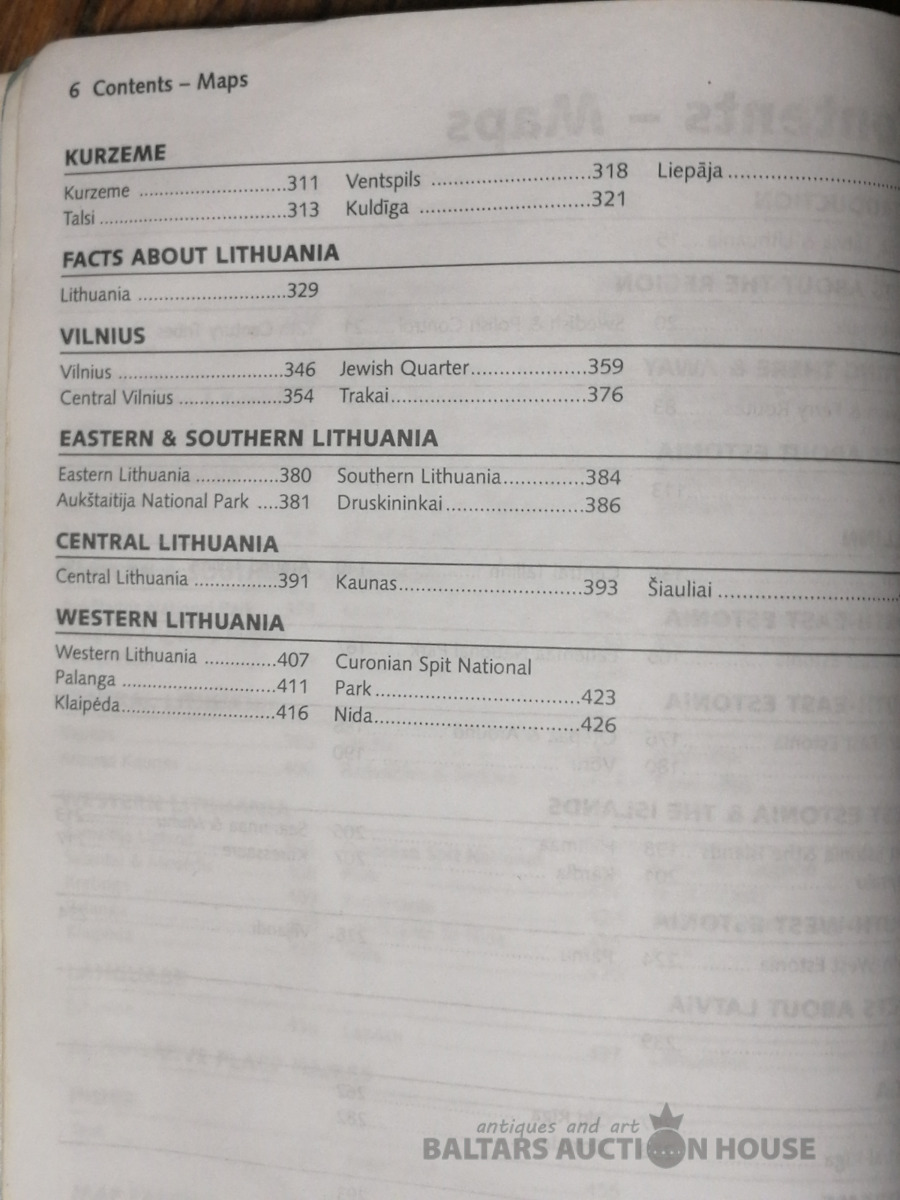 6 Contents – Maps
KURZEME
Kurzeme ..............................311
Talsi ......................................313
Ventspils ..............................318
Kuldīga ................................321
Liepāja ..........................
FACTS ABOUT LITHUANIA
Lithuania ..............................329
VILNIUS
Vilnius ..................................346
Central Vilnius .....................354
Jewish Quarter.....................359
Trakai...................................376
EASTERN & SOUTHERN LITHUANIA
Eastern Lithuania ................380
Aukštaitija National Park ....381
Southern Lithuania...............384
Druskininkai.........................386
CENTRAL LITHUANIA
Central Lithuania ................391
Kaunas.................................393
Šiauliai ............................
WESTERN LITHUANIA
Western Lithuania ..............407
Palanga ...............................411
Klaipėda..............................416
Curonian Spit National
Park.....................................423
Nida.....................................426
antiques and art
BALTARS AUCTION HOUSE